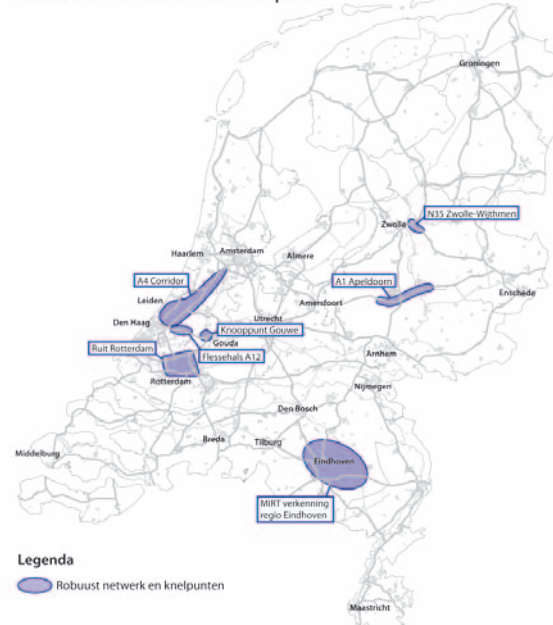 Groningen
N35 Zwolle-Wijthmen
Zwolle
Haarlem
Amsterdam
Almere
A4 Corridor
A1 Apeldoorn
Enschede
Leiden
Amersfoort
Utrecht
Den Haag
Knooppunt Gouwe
Gouda
Ruit Rotterdam
Flessehals A12
Arnhem
Rotterdam
Nijmegen
Den Bosch
Breda
Tilburg
Middelburg
Eindhoven
MIRT verkenning
regio Eindhoven
Legenda
Robuust netwerk en knelpunten
Maastricht